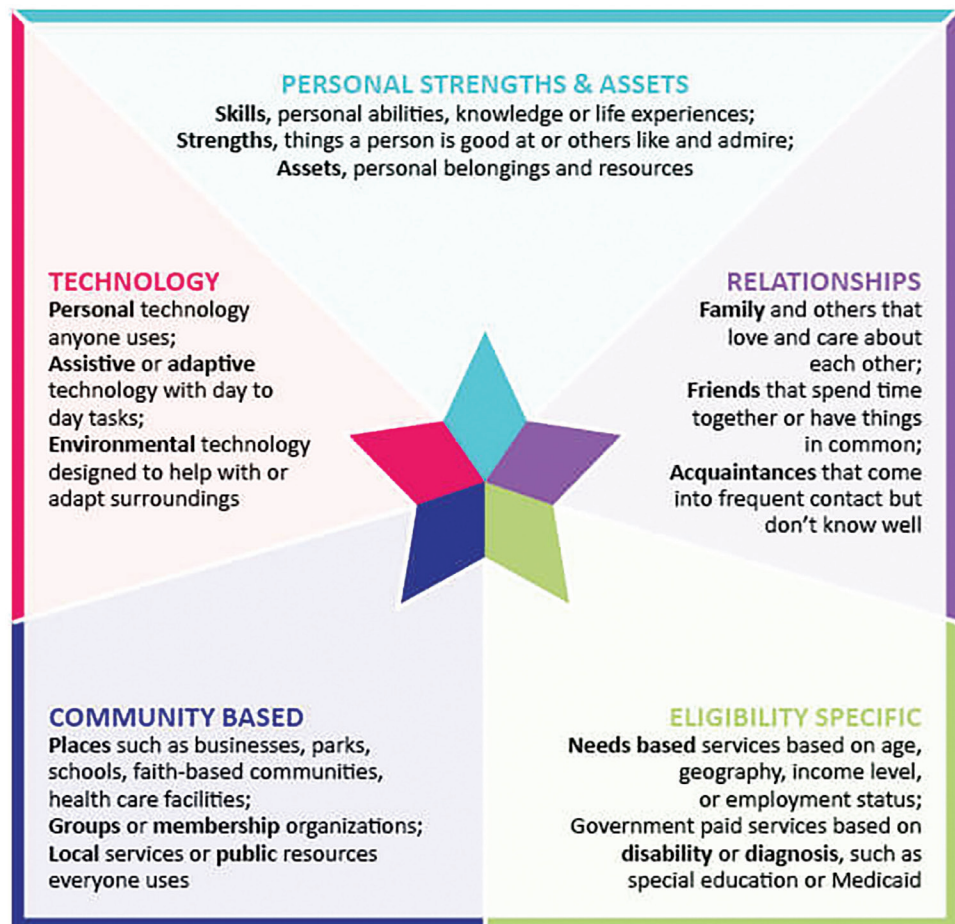 PERSONAL STRENGTHS & ASSETS
Skills, personal abilities, knowledge or life experiences;
Strengths, things a person is good at or others like and admire;
Assets, personal belongings and resources
TECHNOLOGY
Personal technology
anyone uses;
Assistive or adaptive
technology with day to
day tasks;
Environmental technology
designed to help with or
adapt surroundings
RELATIONSHIPS
Family and others that
love and care about
each other;
Friends that spend time
together or have things
in common;
Acquaintances that come
into frequent contact but
don't know well
COMMUNITY BASED
Places such as businesses, parks,
schools, faith-based communities,
health care facilities;
Groups or membership organizations;
Local services or public resources
everyone uses
ELIGIBILITY SPECIFIC
Needs based services based on age,
geography, income level,
or employment status;
Government paid services based on
disability or diagnosis, such as
special education or Medicaid